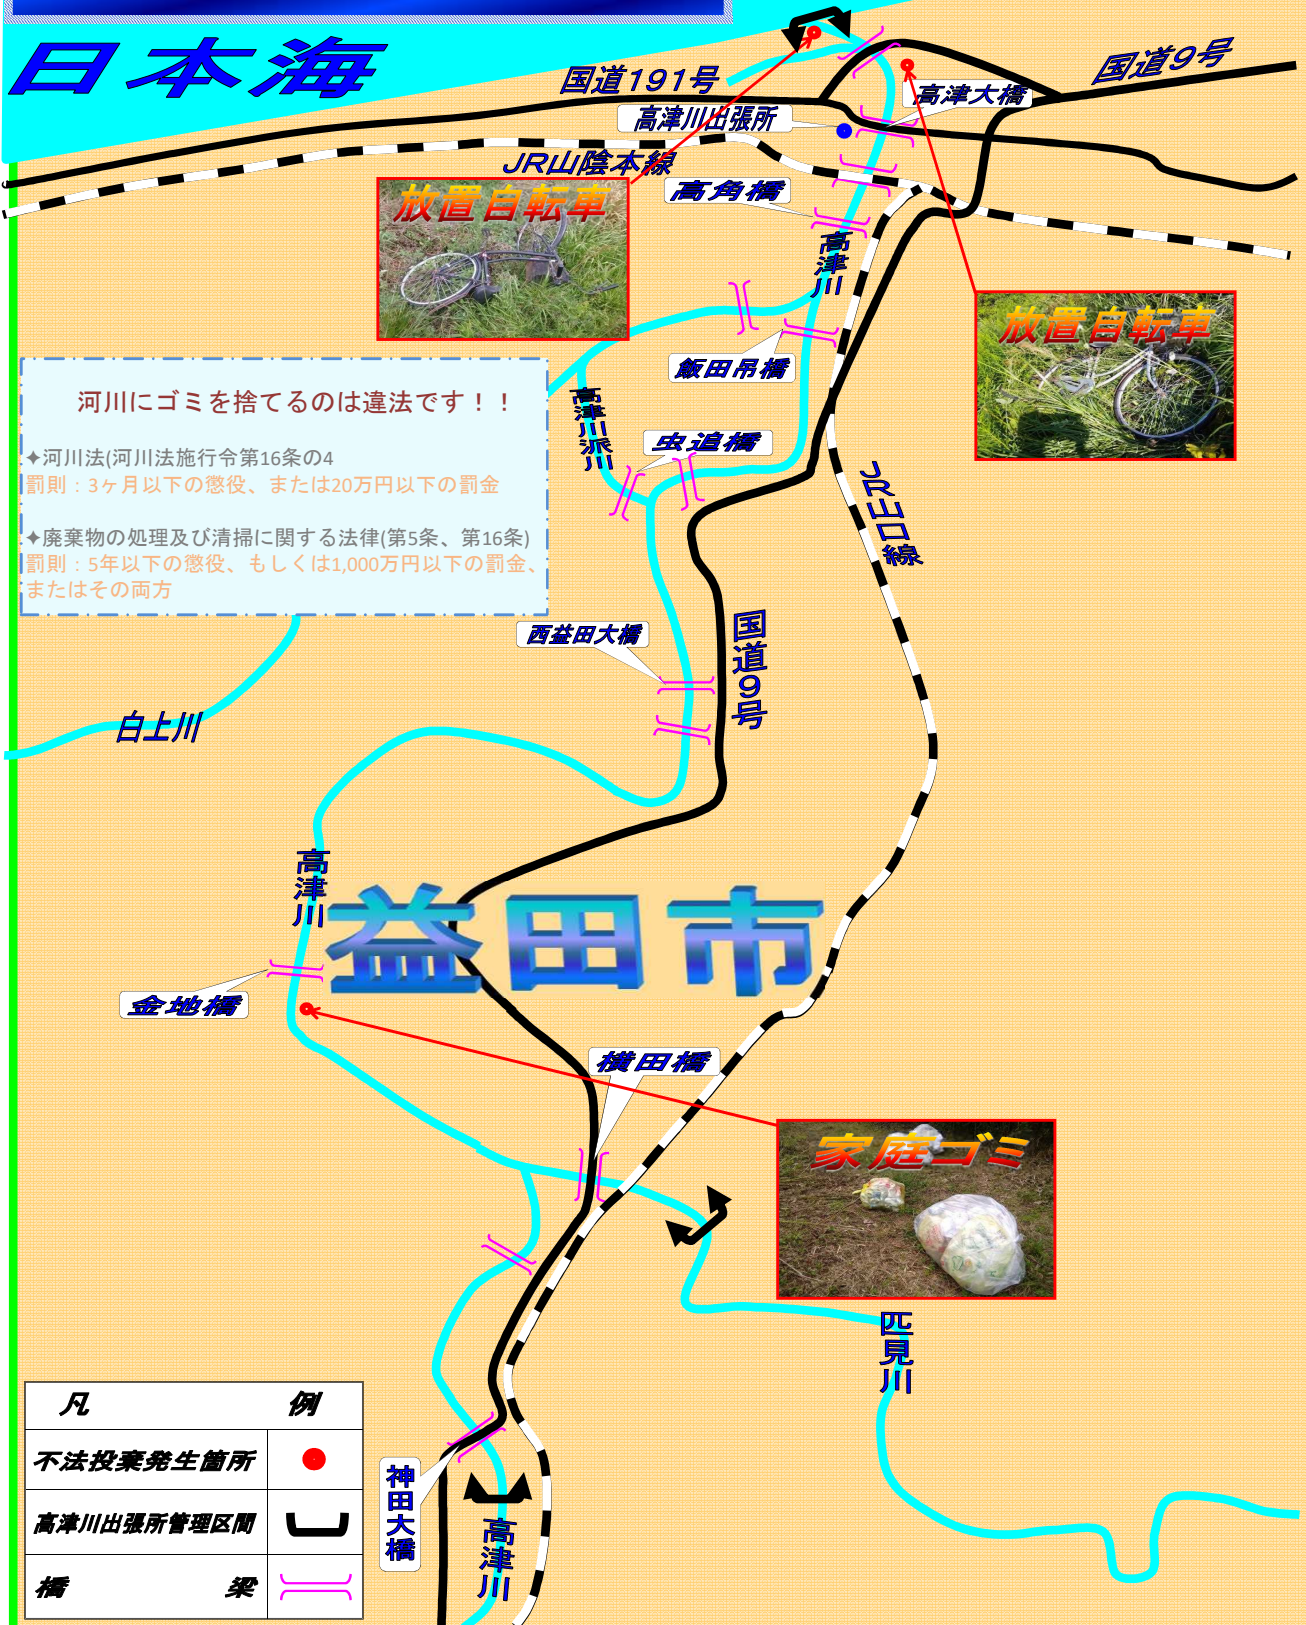 日本海
国道191号
国道9号
高津大橋
高津川出張所
JR山陰本線
高角橋
放置自転車
高津川
放置自転車
飯田吊橋
高津川派川
虫追橋
河川にゴミを捨てるのは違法です！！
✦河川法(河川法施行令第16条の4
罰則：3ヶ月以下の懲役、または20万円以下の罰金
✦廃棄物の処理及び清掃に関する法律(第5条、第16条)
罰則：5年以下の懲役、もしくは1,000万円以下の罰金、
またはその両方
JR山口線
西益田大橋
国道9号
白上川
高津川
益田市
金地橋
横田橋
家庭ゴミ
匹見川
凡 例
不法投棄発生箇所
高津川出張所管理区間
橋 梁
神田大橋
高津川